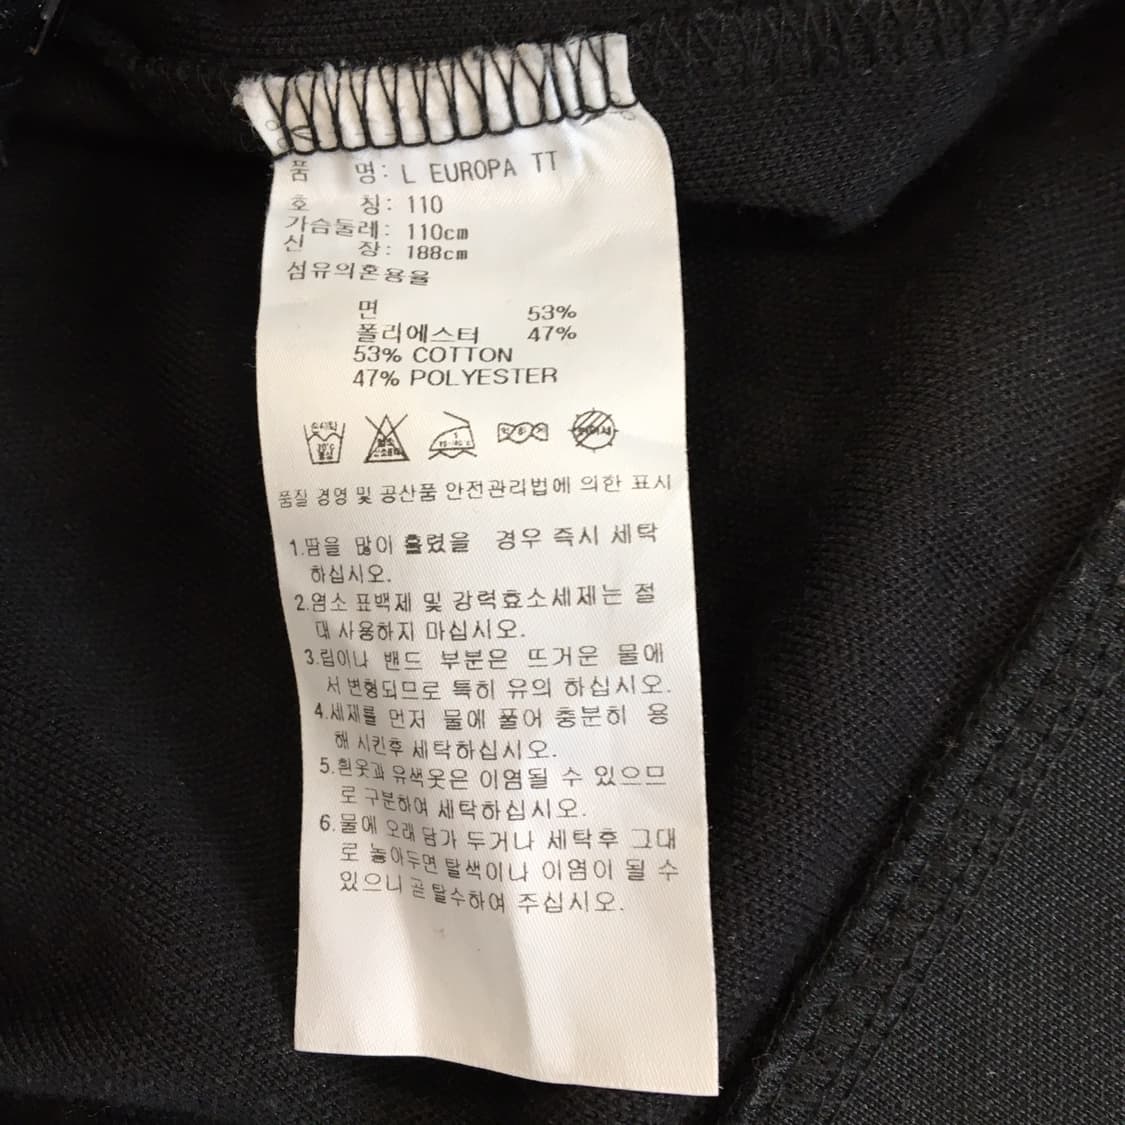 품 명: L EUROPA TT
호 칭: 110
가슴둘레: 110cm
신 장: 188cm
섬유의혼용율
면 53%
폴리에스터 47%
53% COTTON
47% POLYESTER
손세탁
30°C
중성
품질 경영 및 공산품 안전관리법에 의한 표시
1.땀을 많이 흘렸을 경우 즉시 세탁
하십시오.
2.염소 표백제 및 강력효소세제는 절
대 사용하지 마십시오.
3.립이나 밴드 부분은 뜨거운 물에
서 변형되므로 특히 유의 하십시오.
4.세제를 먼저 물에 풀어 충분히 용
해 시킨후 세탁하십시오.
5.흰옷과 유색옷은 이염될 수 있으므
로 구분하여 세탁하십시오.
6.물에 오래 담가 두거나 세탁후 그대
로 놓아두면 탈색이나 이염이 될 수
있으니 곧 탈수하여 주십시오.